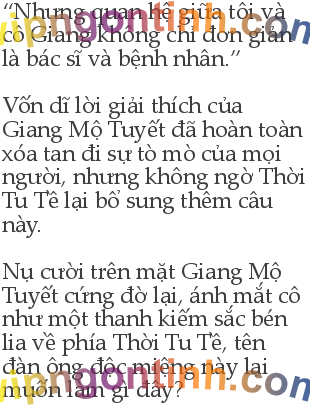 “Nhưng quan hệ giữa tôi và
cô Giang không chỉ đơn giản
là bác sĩ và bệnh nhân.”
Vốn dĩ lời giải thích của
Giang Mộ Tuyết đã hoàn toàn
xóa tan đi sự tò mò của mọi
người, nhưng không ngờ Thời
Tu Tề lại bổ sung thêm câu
này.
Nụ cười trên mặt Giang Mộ
Tuyết cứng đờ lại, ánh mắt cô
như một thanh kiếm sắc bén
lia về phía Thời Tu Tề, tên
đàn ông độc miệng này lại
muốn làm gì đây?
vipngontinh.com
vipngontinh.com